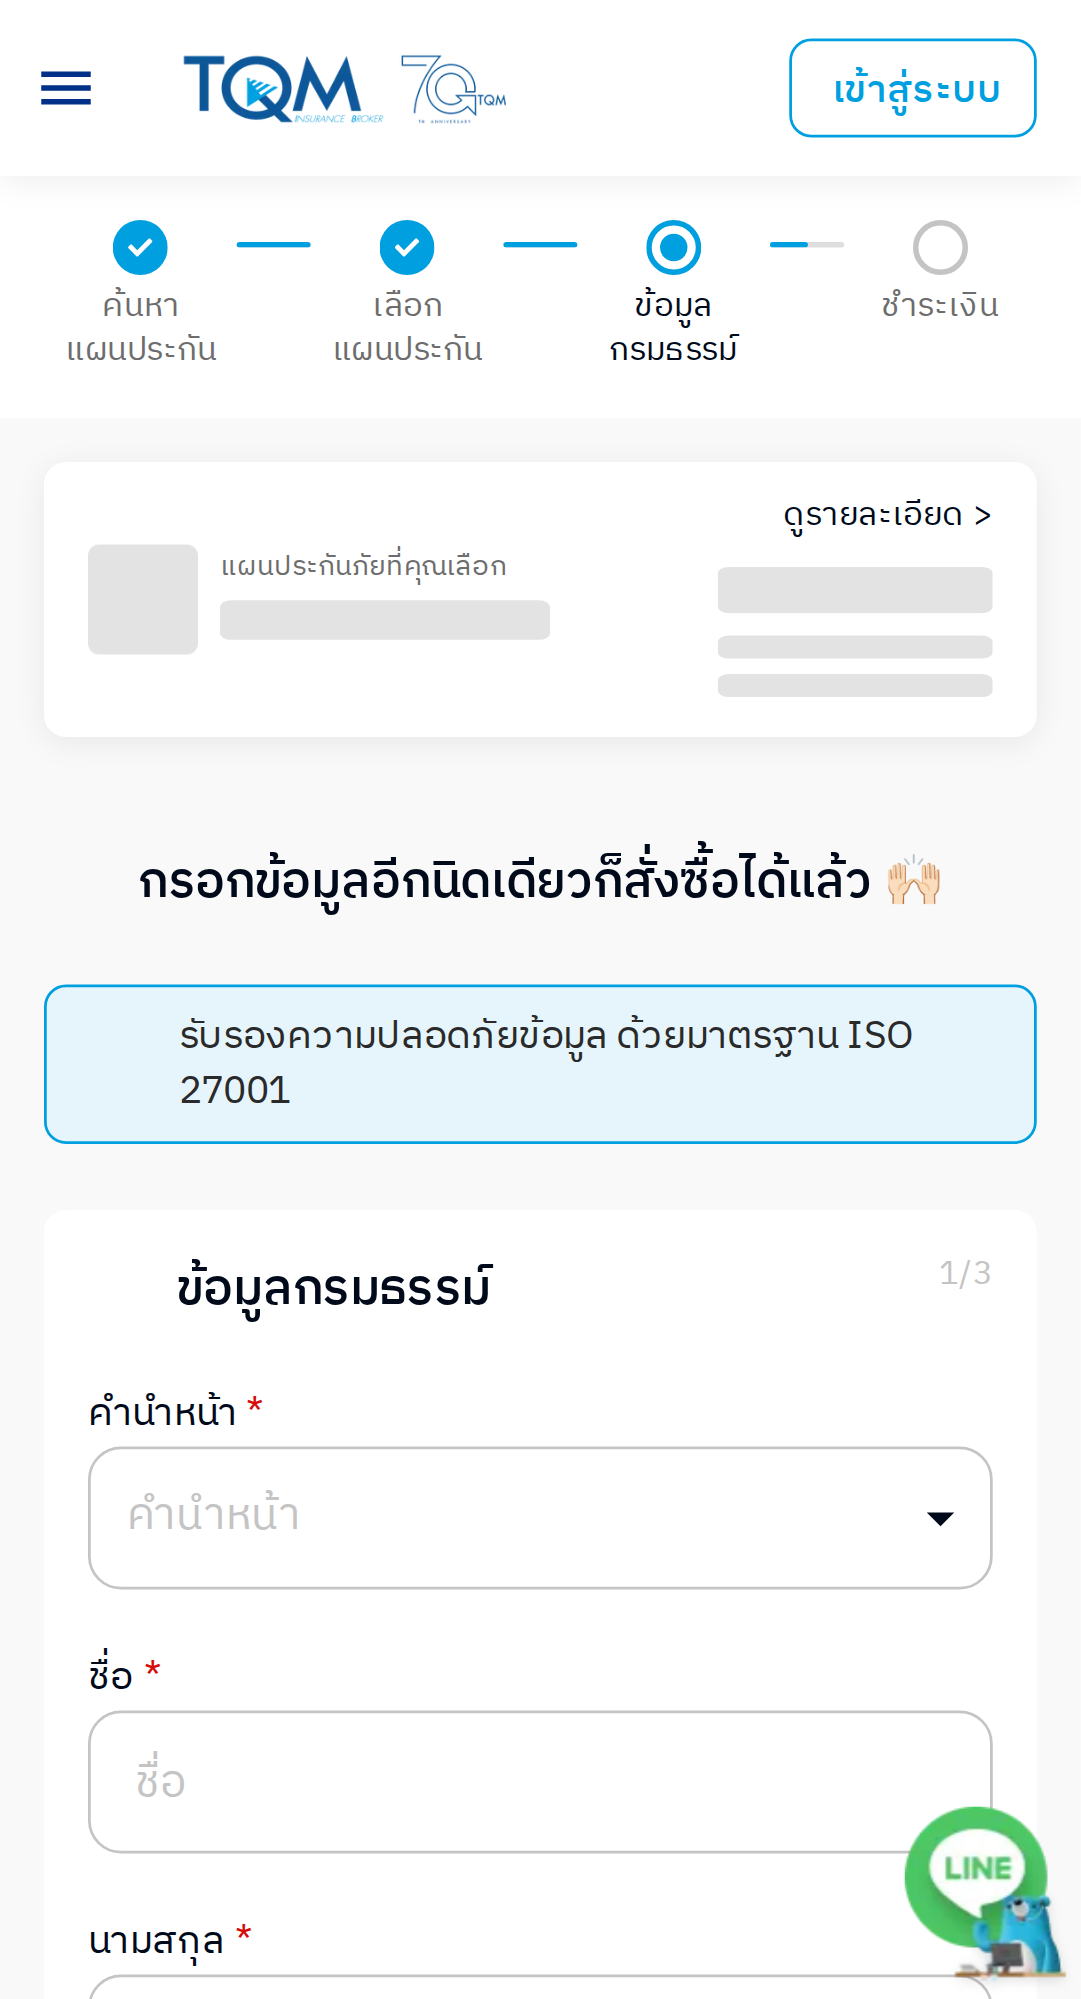 TQM
INSURANCE BROKER
70 TQM
TH ANNIVERSARY
เข้าสู่ระบบ
ค้นหา
แผนประกัน
เลือก
แผนประกัน
ข้อมูล
กรมธรรม์
ชำระเงิน
ดูรายละเอียด >
แผนประกันภัยที่คุณเลือก
กรอกข้อมูลอีกนิดเดียวก็สั่งซื้อได้แล้ว 🙌🏻
รับรองความปลอดภัยข้อมูล ด้วยมาตรฐาน ISO
27001
ข้อมูลกรมธรรม์
1/3
คำนำหน้า *
คำนำหน้า
ชื่อ *
ชื่อ
LINE
นามสกุล *